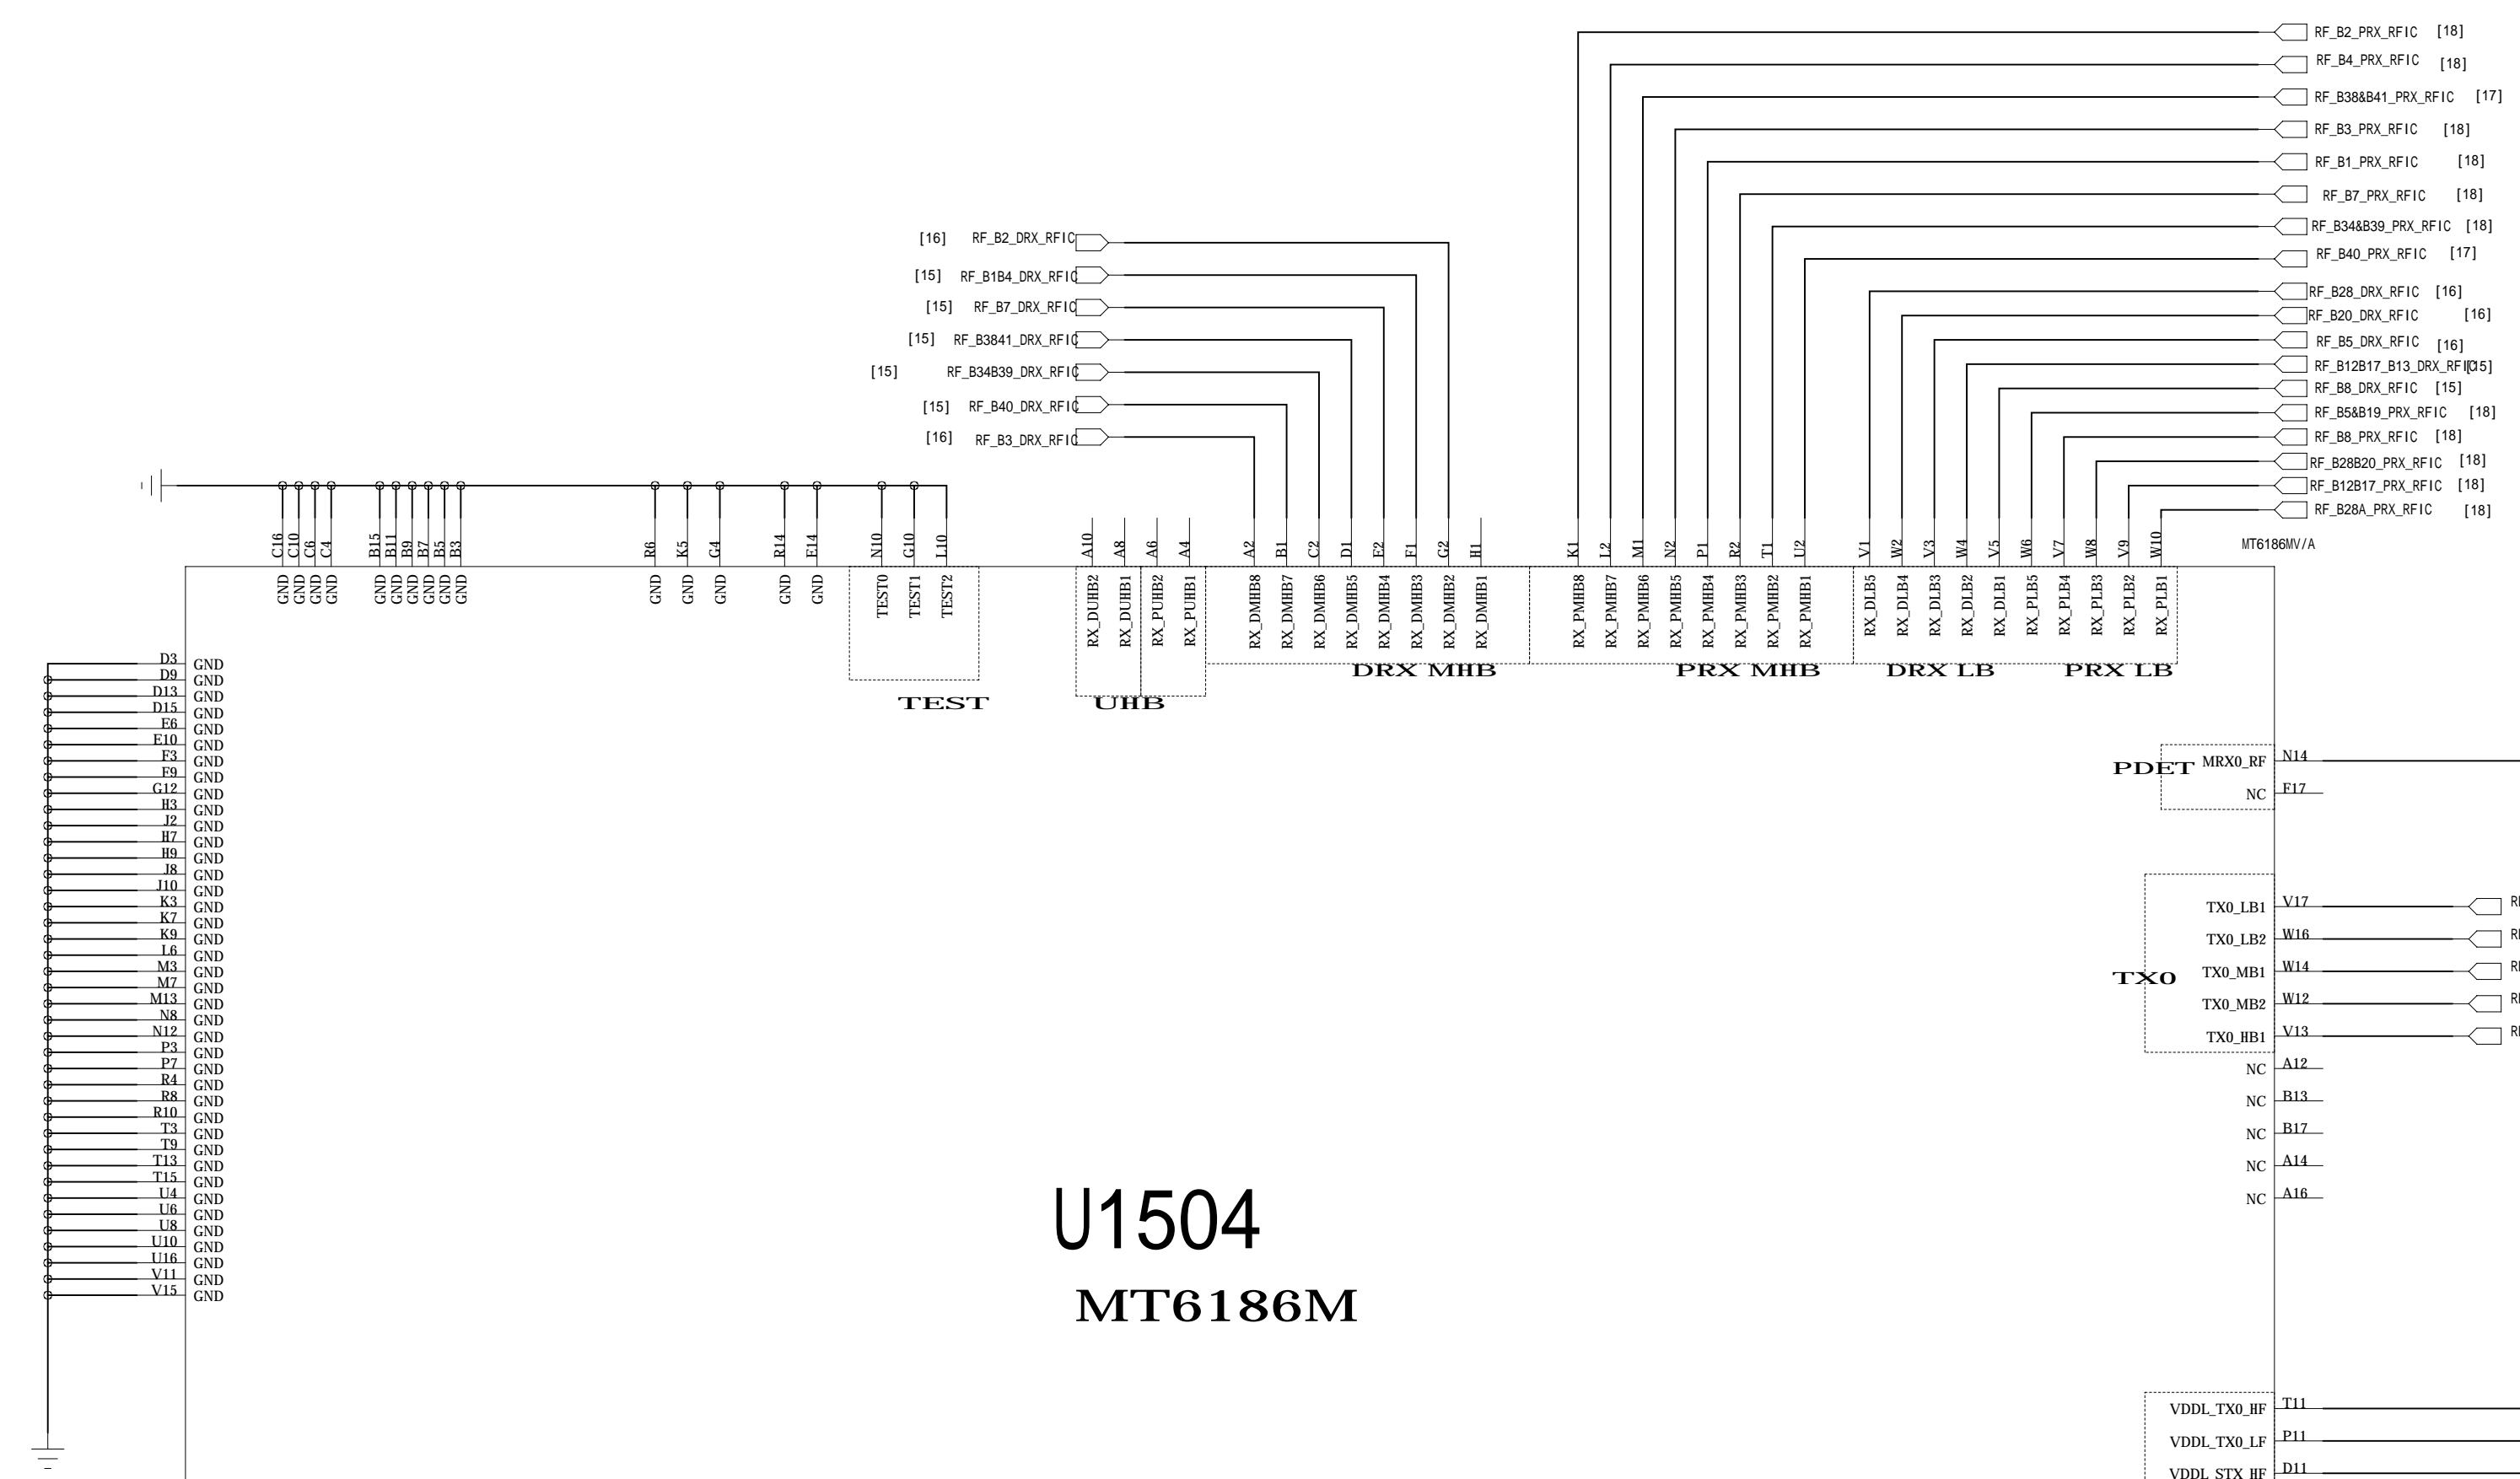 RF_B2_PRX_RFIC [18]
RF_B4_PRX_RFIC [18]
RF_B38&B41_PRX_RFIC [17]
RF_B3_PRX_RFIC [18]
RF_B1_PRX_RFIC [18]
RF_B7_PRX_RFIC [18]
RF_B34&B39_PRX_RFIC [18]
RF_B40_PRX_RFIC [17]
RF_B28_DRX_RFIC [16]
RF_B20_DRX_RFIC [16]
RF_B5_DRX_RFIC [16]
RF_B12B17_B13_DRX_RFIC [15]
RF_B8_DRX_RFIC [15]
RF_B5&B19_PRX_RFIC [18]
RF_B8_PRX_RFIC [18]
RF_B28B20_PRX_RFIC [18]
RF_B12B17_PRX_RFIC [18]
RF_B28A_PRX_RFIC [18]
MT6186MV/A
[16] RF_B2_DRX_RFIC
[15] RF_B1B4_DRX_RFIC
[15] RF_B7_DRX_RFIC
[15] RF_B3841_DRX_RFIC
[15] RF_B34B39_DRX_RFIC
[15] RF_B40_DRX_RFIC
[16] RF_B3_DRX_RFIC
C16 GND
C10 GND
C6 GND
C4 GND
B15 GND
B11 GND
B9 GND
B7 GND
B5 GND
B3 GND
R6 GND
K5 GND
G4 GND
R14 GND
E14 GND
N10 TEST0
G10 TEST1
L10 TEST2
TEST
A10 RX_DUHB2
A8 RX_DUHB1
A6 RX_PUHB2
A4 RX_PUHB1
UHB
A2 RX_DMHB8
B1 RX_DMHB7
C2 RX_DMHB6
D1 RX_DMHB5
E2 RX_DMHB4
F1 RX_DMHB3
G2 RX_DMHB2
H1 RX_DMHB1
DRX MHB
K1 RX_PMHB8
L2 RX_PMHB7
M1 RX_PMHB6
N2 RX_PMHB5
P1 RX_PMHB4
R2 RX_PMHB3
T1 RX_PMHB2
U2 RX_PMHB1
PRX MHB
V1 RX_DLB5
W2 RX_DLB4
V3 RX_DLB3
W4 RX_DLB2
V5 RX_DLB1
DRX LB
W6 RX_PLB5
V7 RX_PLB4
W8 RX_PLB3
V9 RX_PLB2
W10 RX_PLB1
PRX LB
D3 GND
D9 GND
D13 GND
D15 GND
E6 GND
E10 GND
F3 GND
F9 GND
G12 GND
H3 GND
J2 GND
H7 GND
H9 GND
J8 GND
J10 GND
K3 GND
K7 GND
K9 GND
L6 GND
M3 GND
M7 GND
M13 GND
N8 GND
N12 GND
P3 GND
P7 GND
R4 GND
R8 GND
R10 GND
T3 GND
T9 GND
T13 GND
T15 GND
U4 GND
U6 GND
U8 GND
U10 GND
U16 GND
V11 GND
V15 GND
U1504
MT6186M
PDET
MRX0_RF N14
NC F17
TX0
TX0_LB1 V17
TX0_LB2 W16
TX0_MB1 W14
TX0_MB2 W12
TX0_HB1 V13
NC A12
NC B13
NC B17
NC A14
NC A16
VDDL_TX0_HF T11
VDDL_TX0_LF P11
VDDL_STX_HF D11